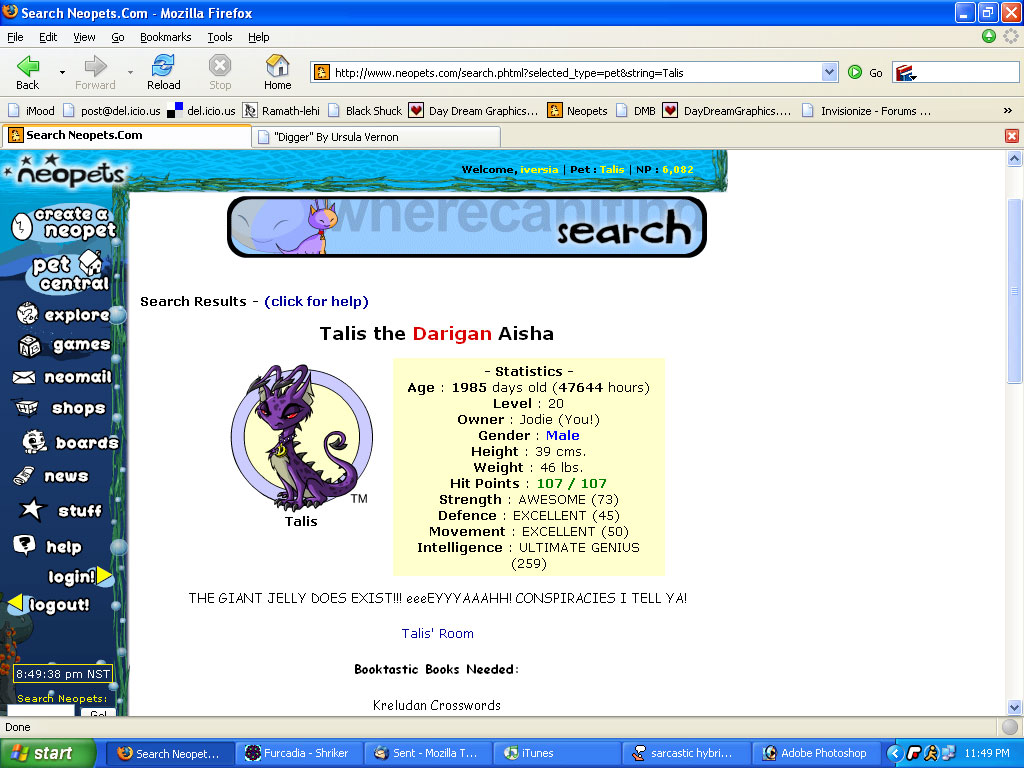 Search Neopets.Com - Mozilla Firefox
File Edit View Go Bookmarks Tools Help
Back Forward Reload Stop Home
http://www.neopets.com/search.phtml?selected_type=pet&string=Talis
Go
iMood post@del.icio.us del.icio.us Ramath-lehi Black Shuck Day Dream Graphics... Neopets DMB DayDreamGraphics.... Invisionize - Forums ... »
Search Neopets.Com "Digger" By Ursula Vernon
neopets
Welcome, iversia | Pet : Talis | NP : 6,082
search
create a
neopet
pet
central
explore
games
neomail
shops
boards
news
stuff
help
login!
logout!
8:49:38 pm NST
Search Neopets:
Go!
Search Results - (click for help)
Talis the Darigan Aisha
TM
Talis
- Statistics -
Age : 1985 days old (47644 hours)
Level : 20
Owner : Jodie (You!)
Gender : Male
Height : 39 cms.
Weight : 46 lbs.
Hit Points : 107 / 107
Strength : AWESOME (73)
Defence : EXCELLENT (45)
Movement : EXCELLENT (50)
Intelligence : ULTIMATE GENIUS
(259)
THE GIANT JELLY DOES EXIST!!! eeeEYYYAAAHH! CONSPIRACIES I TELL YA!
Talis' Room
Booktastic Books Needed:
Kreludan Crosswords
Done
start Search Neopet... Furcadia - Shriker Sent - Mozilla T... iTunes sarcastic hybri... Adobe Photoshop 11:49 PM